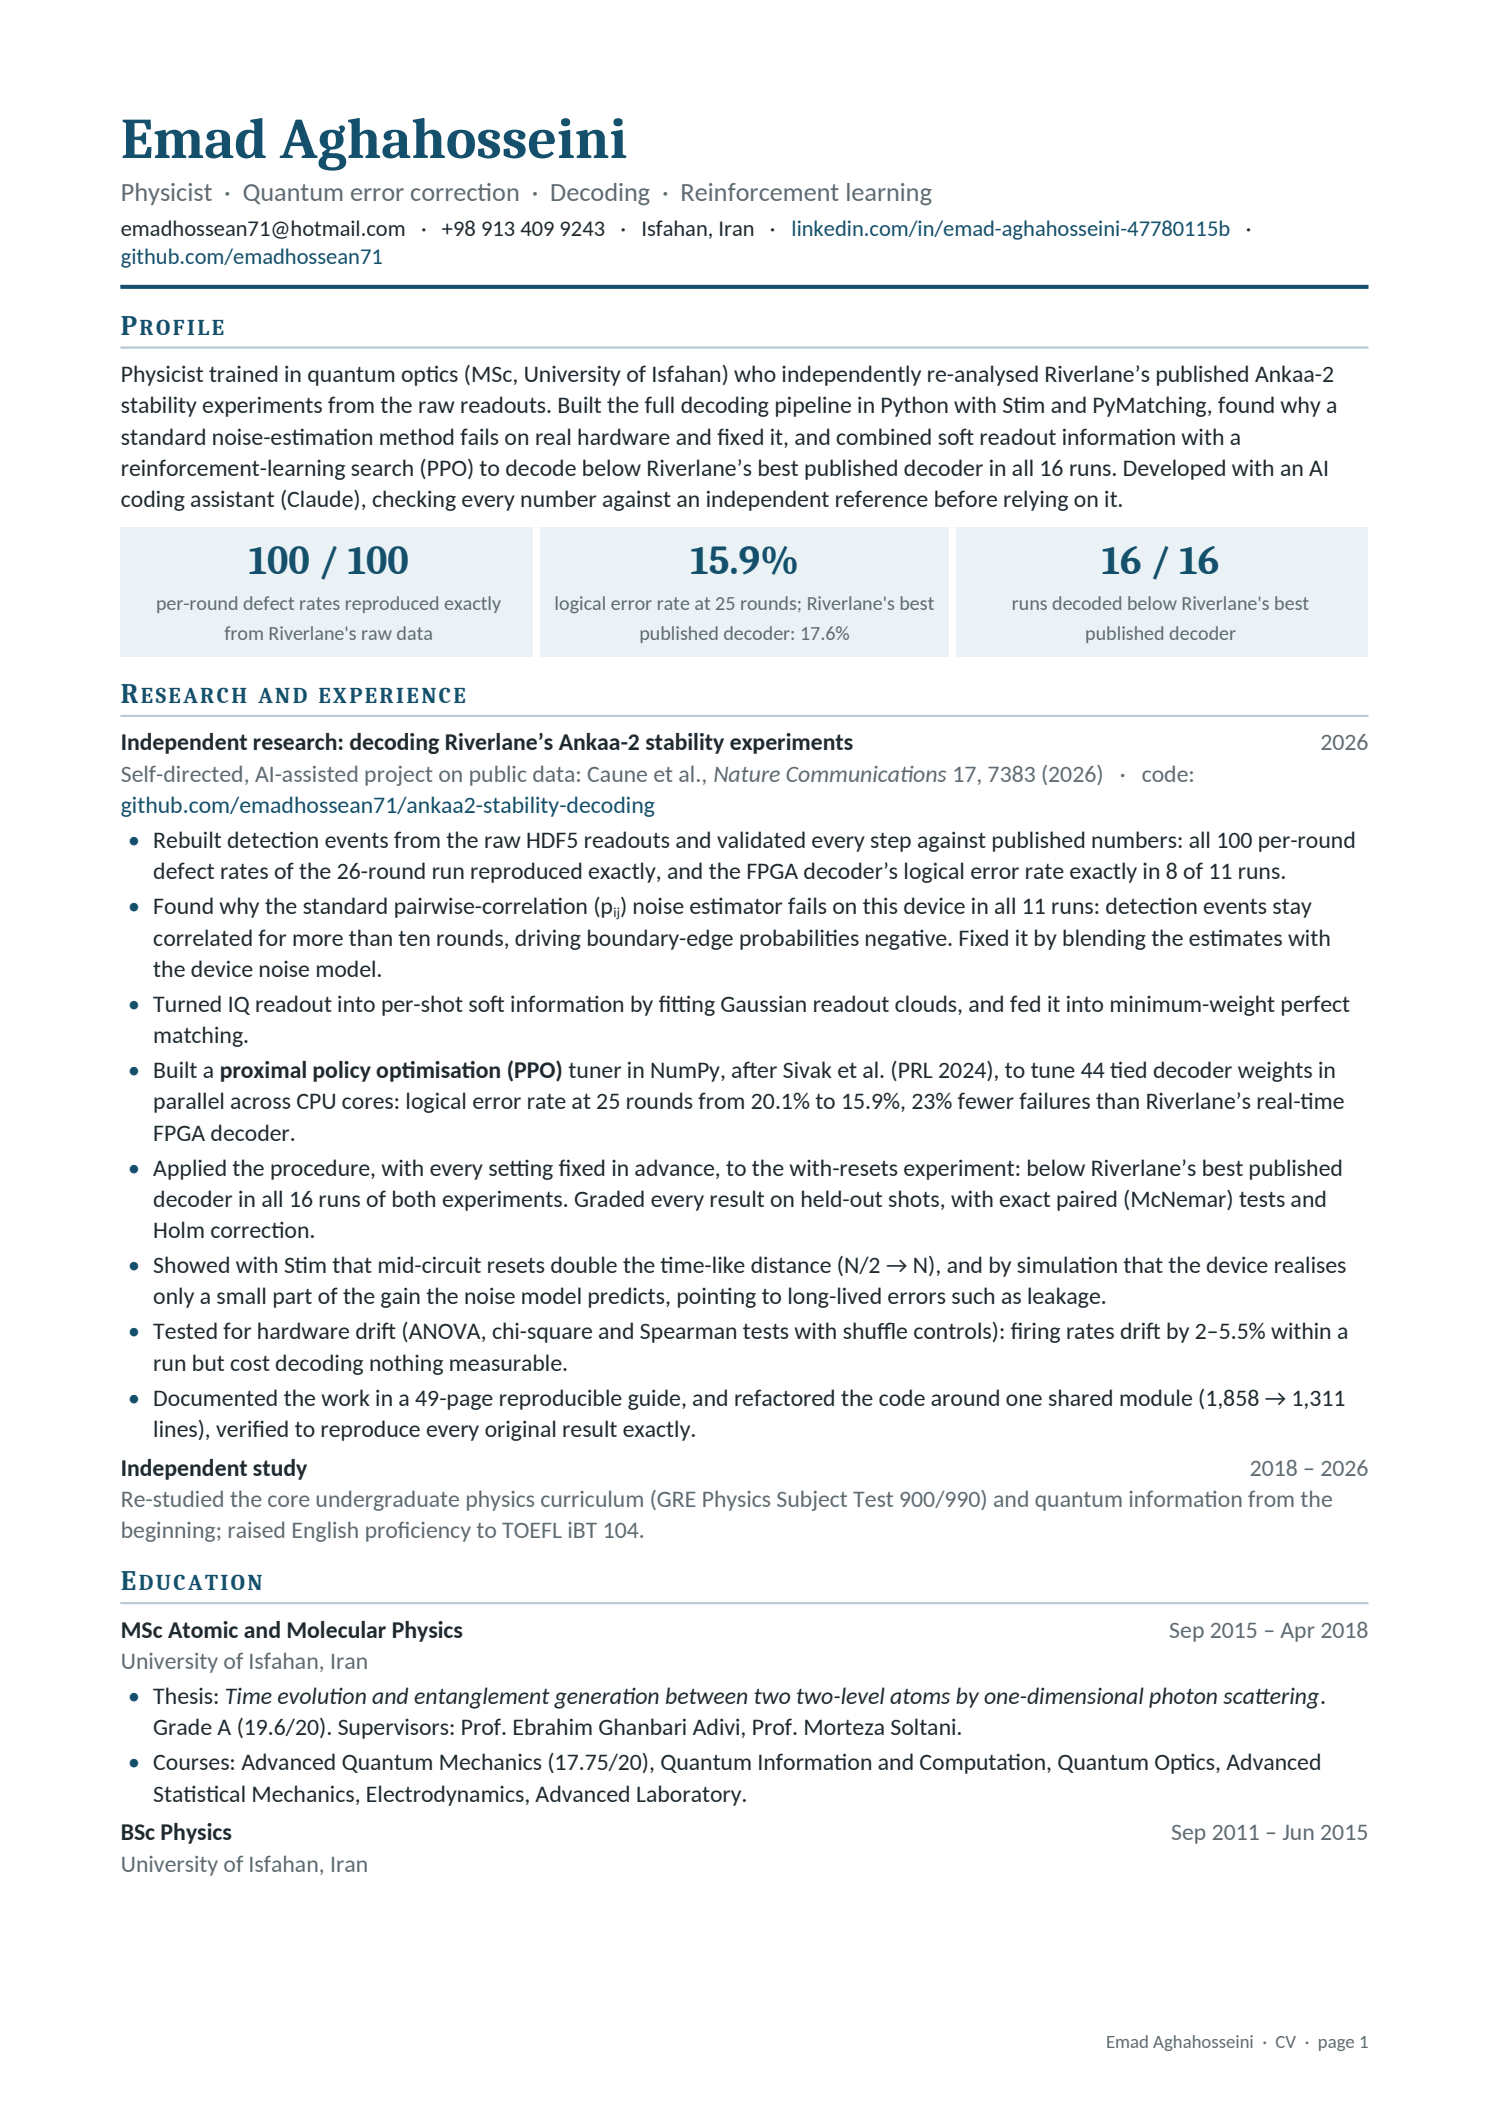 Emad Aghahosseini
Physicist · Quantum error correction · Decoding · Reinforcement learning
emadhossean71@hotmail.com · +98 913 409 9243 · Isfahan, Iran · linkedin.com/in/emad-aghahosseini-47780115b ·
github.com/emadhossean71
PROFILE
Physicist trained in quantum optics (MSc, University of Isfahan) who independently re-analysed Riverlane’s published Ankaa-2
stability experiments from the raw readouts. Built the full decoding pipeline in Python with Stim and PyMatching, found why a
standard noise-estimation method fails on real hardware and fixed it, and combined soft readout information with a
reinforcement-learning search (PPO) to decode below Riverlane’s best published decoder in all 16 runs. Developed with an AI
coding assistant (Claude), checking every number against an independent reference before relying on it.
100 / 100
per-round defect rates reproduced exactly
from Riverlane's raw data
15.9%
logical error rate at 25 rounds; Riverlane's best
published decoder: 17.6%
16 / 16
runs decoded below Riverlane's best
published decoder
RESEARCH AND EXPERIENCE
Independent research: decoding Riverlane’s Ankaa-2 stability experiments 2026
Self-directed, AI-assisted project on public data: Caune et al., Nature Communications 17, 7383 (2026) · code:
github.com/emadhossean71/ankaa2-stability-decoding
• Rebuilt detection events from the raw HDF5 readouts and validated every step against published numbers: all 100 per-round
defect rates of the 26-round run reproduced exactly, and the FPGA decoder’s logical error rate exactly in 8 of 11 runs.
• Found why the standard pairwise-correlation (pij) noise estimator fails on this device in all 11 runs: detection events stay
correlated for more than ten rounds, driving boundary-edge probabilities negative. Fixed it by blending the estimates with
the device noise model.
• Turned IQ readout into per-shot soft information by fitting Gaussian readout clouds, and fed it into minimum-weight perfect
matching.
• Built a proximal policy optimisation (PPO) tuner in NumPy, after Sivak et al. (PRL 2024), to tune 44 tied decoder weights in
parallel across CPU cores: logical error rate at 25 rounds from 20.1% to 15.9%, 23% fewer failures than Riverlane’s real-time
FPGA decoder.
• Applied the procedure, with every setting fixed in advance, to the with-resets experiment: below Riverlane’s best published
decoder in all 16 runs of both experiments. Graded every result on held-out shots, with exact paired (McNemar) tests and
Holm correction.
• Showed with Stim that mid-circuit resets double the time-like distance (N/2 → N), and by simulation that the device realises
only a small part of the gain the noise model predicts, pointing to long-lived errors such as leakage.
• Tested for hardware drift (ANOVA, chi-square and Spearman tests with shuffle controls): firing rates drift by 2–5.5% within a
run but cost decoding nothing measurable.
• Documented the work in a 49-page reproducible guide, and refactored the code around one shared module (1,858 → 1,311
lines), verified to reproduce every original result exactly.
Independent study 2018 – 2026
Re-studied the core undergraduate physics curriculum (GRE Physics Subject Test 900/990) and quantum information from the
beginning; raised English proficiency to TOEFL iBT 104.
EDUCATION
MSc Atomic and Molecular Physics Sep 2015 – Apr 2018
University of Isfahan, Iran
• Thesis: Time evolution and entanglement generation between two two-level atoms by one-dimensional photon scattering.
Grade A (19.6/20). Supervisors: Prof. Ebrahim Ghanbari Adivi, Prof. Morteza Soltani.
• Courses: Advanced Quantum Mechanics (17.75/20), Quantum Information and Computation, Quantum Optics, Advanced
Statistical Mechanics, Electrodynamics, Advanced Laboratory.
BSc Physics Sep 2011 – Jun 2015
University of Isfahan, Iran
Emad Aghahosseini · CV · page 1